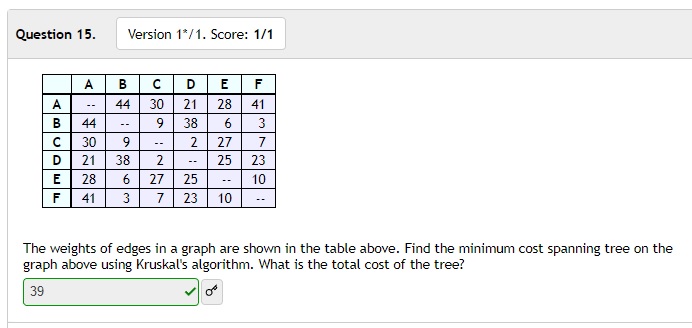 Question 15. Version 1*/1. Score: 1/1
A B C D E F
A -- 44 30 21 28 41
B 44 -- 9 38 6 3
C 30 9 -- 2 27 7
D 21 38 2 -- 25 23
E 28 6 27 25 -- 10
F 41 3 7 23 10 --
The weights of edges in a graph are shown in the table above. Find the minimum cost spanning tree on the
graph above using Kruskal's algorithm. What is the total cost of the tree?
39